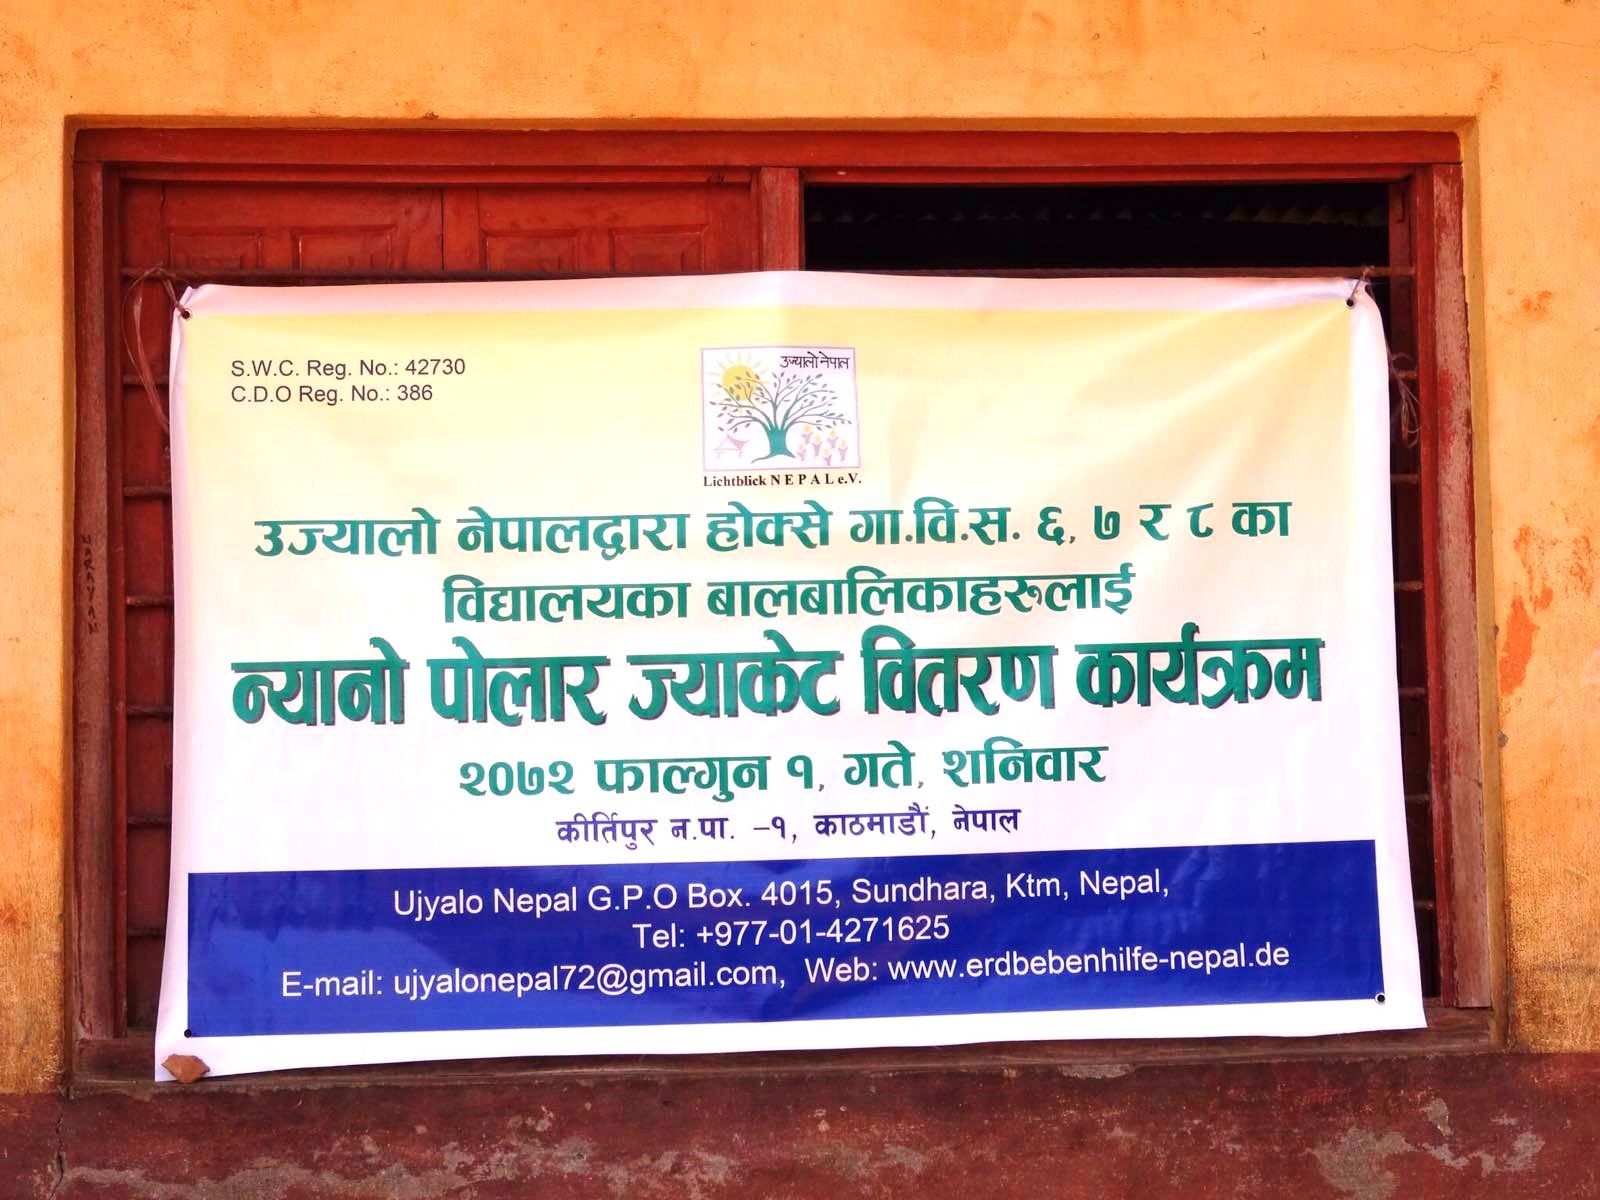 S.W.C. Reg. No.: 42730
C.D.O Reg. No.: 386
उज्यालो नेपाल
Lichtblick NEPAL e.V.
उज्यालो नेपालद्वारा होक्से गा.वि.स. ६, ७ र ८ का
विद्यालयका बालबालिकाहरुलाई
न्यानो पोलार ज्याकेट वितरण कार्यक्रम
२०७२ फाल्गुन १, गते, शनिवार
कीर्तिपुर न.पा. –१, काठमाडौं, नेपाल
Ujyalo Nepal G.P.O Box. 4015, Sundhara, Ktm, Nepal,
Tel: +977-01-4271625
E-mail: ujyalonepal72@gmail.com, Web: www.erdbebenhilfe-nepal.de
NARAYAN